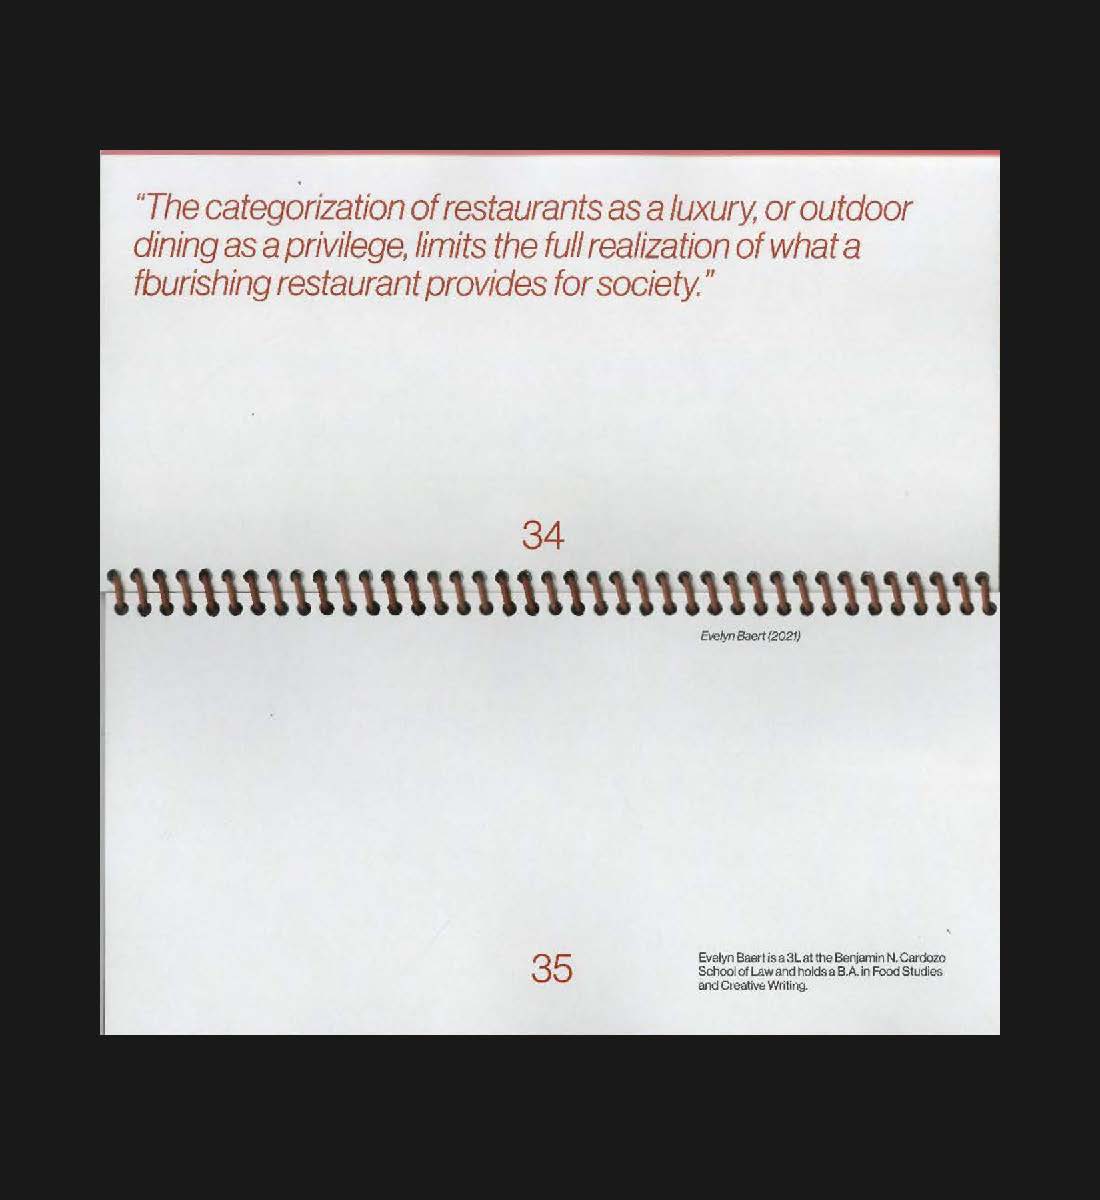 “The categorization of restaurants as a luxury, or outdoor
dining as a privilege, limits the full realization of what a
flourishing restaurant provides for society.”
34
Evelyn Baert (2021)
35
Evelyn Baert is a 3L at the Benjamin N. Cardozo
School of Law and holds a B.A. in Food Studies
and Creative Writing.